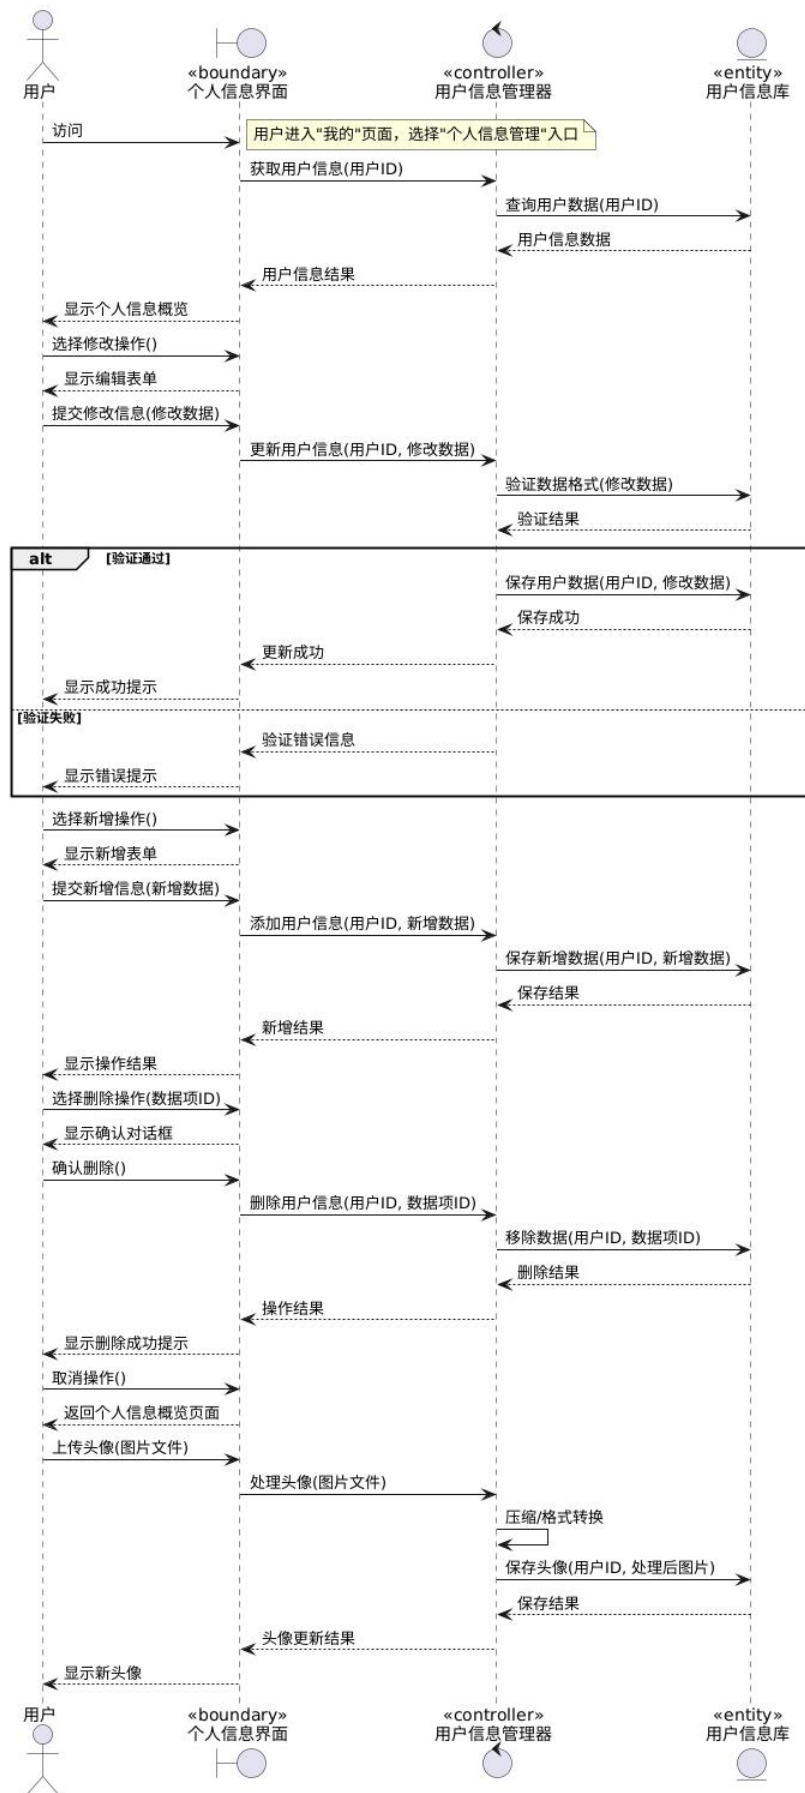 «boundary»
«controller»
«entity»
用户
个人信息界面
用户信息管理器
用户信息库
访问
用户进入"我的"页面，选择"个人信息管理"入口
获取用户信息(用户ID)
查询用户数据(用户ID)
用户信息数据
用户信息结果
显示个人信息概览
选择修改操作()
显示编辑表单
提交修改信息(修改数据)
更新用户信息(用户ID, 修改数据)
验证数据格式(修改数据)
验证结果
alt [验证通过]
保存用户数据(用户ID, 修改数据)
保存成功
更新成功
显示成功提示
[验证失败]
验证错误信息
显示错误提示
选择新增操作()
显示新增表单
提交新增信息(新增数据)
添加用户信息(用户ID, 新增数据)
保存新增数据(用户ID, 新增数据)
保存结果
新增结果
显示操作结果
选择删除操作(数据项ID)
显示确认对话框
确认删除()
删除用户信息(用户ID, 数据项ID)
移除数据(用户ID, 数据项ID)
删除结果
操作结果
显示删除成功提示
取消操作()
返回个人信息概览页面
上传头像(图片文件)
处理头像(图片文件)
压缩/格式转换
保存头像(用户ID, 处理后图片)
保存结果
头像更新结果
显示新头像
用户
«boundary»
«controller»
«entity»
个人信息界面
用户信息管理器
用户信息库